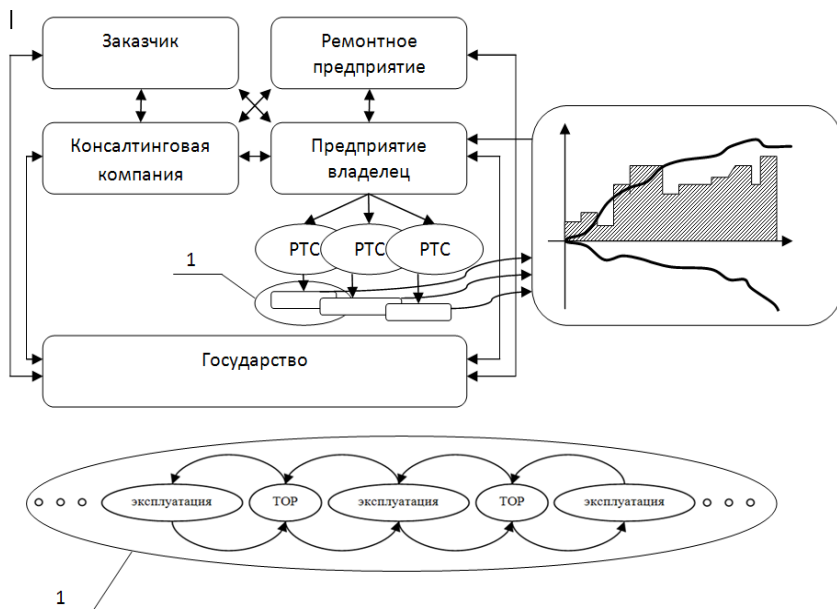 Заказчик
Ремонтное
предприятие
Консалтинговая
компания
Предприятие
владелец
РТС
РТС
РТС
1
Государство
эксплуатация
ТОР
эксплуатация
ТОР
эксплуатация
1